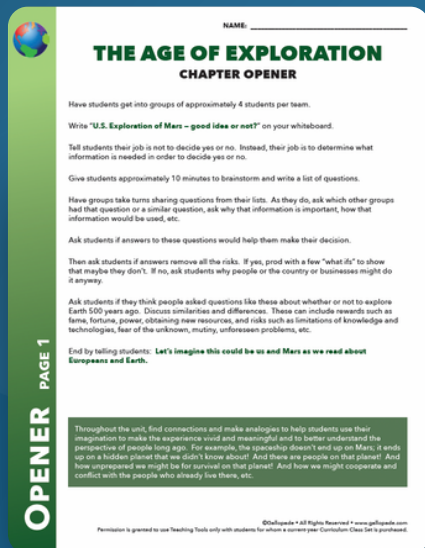 NAME:
THE AGE OF EXPLORATION
CHAPTER OPENER
Have students get into groups of approximately 4 students per team.
Write "U.S. Exploration of Mars – good idea or not?" on your whiteboard.
Tell students their job is not to decide yes or no. Instead, their job is to determine what
information is needed in order to decide yes or no.
Give students approximately 10 minutes to brainstorm and write a list of questions.
Have groups take turns sharing questions from their lists. As they do, ask which other groups
had that question or a similar question, ask why that information is important, how that
information would be used, etc.
Ask students if answers to these questions would help them make their decision.
Then ask students if answers remove all the risks. If yes, prod with a few "what ifs" to show
that maybe they don't. If no, ask students why people or the country or businesses might do
it anyway.
Ask students if they think people asked questions like these about whether or not to explore
Earth 500 years ago. Discuss similarities and differences. These can include rewards such as
fame, fortune, power, obtaining new resources, and risks such as limitations of knowledge and
technologies, fear of the unknown, mutiny, unforeseen problems, etc.
End by telling students: Let's imagine this could be us and Mars as we read about
Europeans and Earth.
Throughout the unit, find connections and make analogies to help students use their
imagination to make the experience vivid and meaningful and to better understand the
perspective of people long ago. For example, the spaceship doesn't end up on Mars; it ends
up on a hidden planet that we didn't know about! And there are people on that planet! And
how unprepared we might be for survival on that planet! And how we might cooperate and
conflict with the people who already live there, etc.
OPENER PAGE 1
©Gallopade • All Rights Reserved • www.gallopade.com
Permission is granted to use Teaching Tools only with students for whom a current-year Curriculum Class Set is purchased.